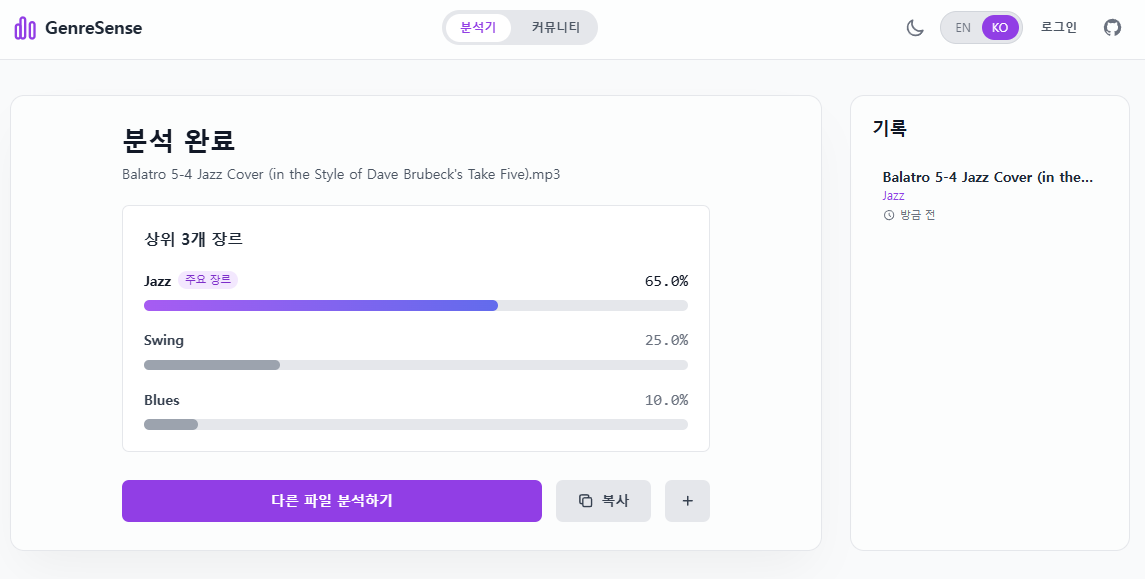 GenreSense
분석기 커뮤니티
EN KO 로그인
분석 완료
Balatro 5-4 Jazz Cover (in the Style of Dave Brubeck's Take Five).mp3
상위 3개 장르
Jazz 주요 장르 65.0%
Swing 25.0%
Blues 10.0%
다른 파일 분석하기 복사 +
기록
Balatro 5-4 Jazz Cover (in the...
Jazz
방금 전